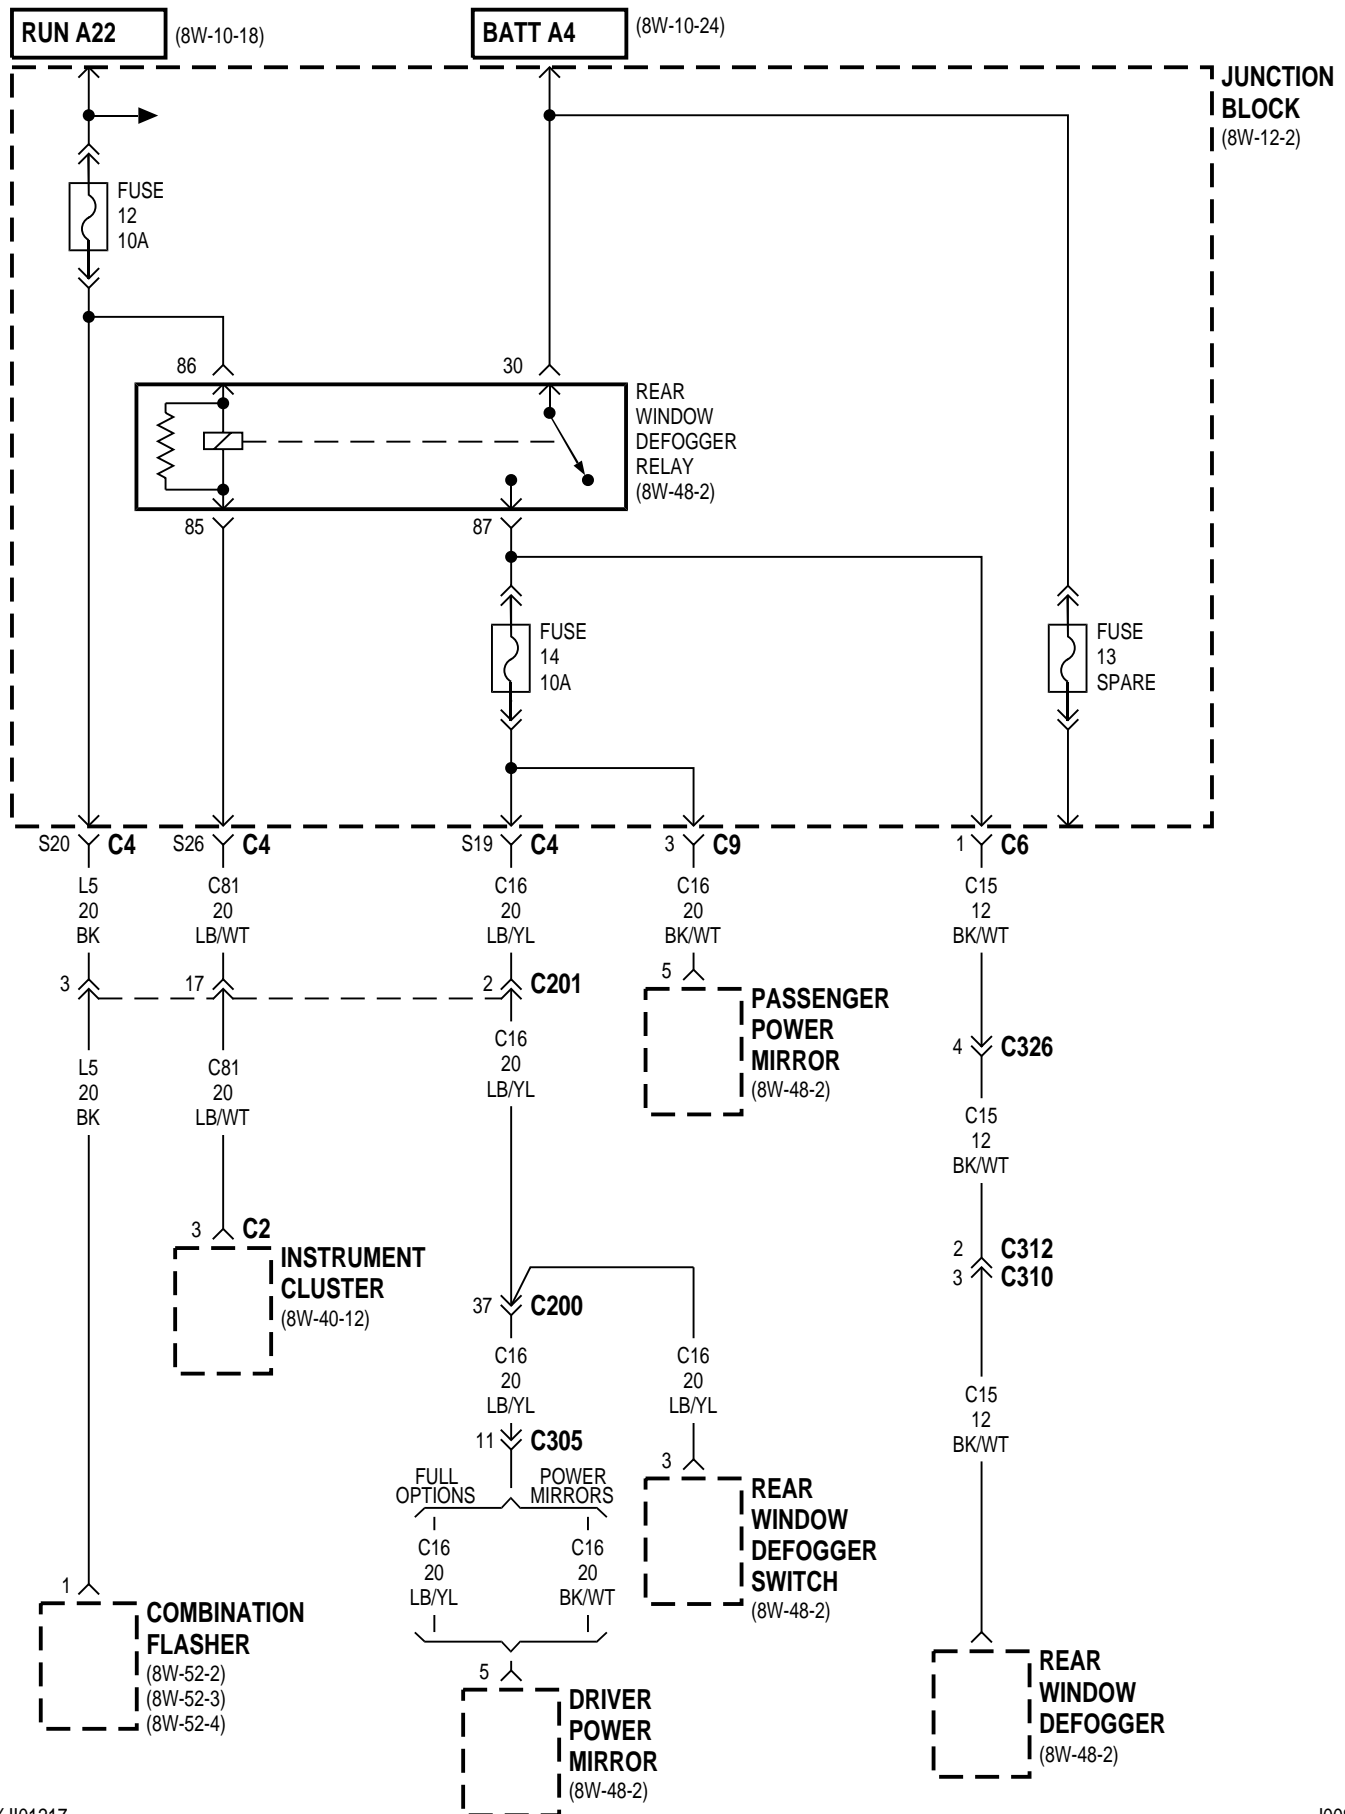 RUN A22
(8W-10-18)
BATT A4
(8W-10-24)
JUNCTION
BLOCK
(8W-12-2)
FUSE
12
10A
86
30
REAR
WINDOW
DEFOGGER
RELAY
(8W-48-2)
85
87
FUSE
14
10A
FUSE
13
SPARE
S20
C4
S26
C4
S19
C4
3
C9
1
C6
L5
20
BK
C81
20
LB/WT
C16
20
LB/YL
C16
20
BK/WT
C15
12
BK/WT
3
17
2
C201
5
PASSENGER
POWER
MIRROR
(8W-48-2)
4
C326
L5
20
BK
C81
20
LB/WT
C16
20
LB/YL
C15
12
BK/WT
3
C2
INSTRUMENT
CLUSTER
(8W-40-12)
2
C312
3
C310
37
C200
C16
20
LB/YL
C16
20
LB/YL
C15
12
BK/WT
11
C305
FULL
OPTIONS
POWER
MIRRORS
C16
20
LB/YL
C16
20
BK/WT
3
REAR
WINDOW
DEFOGGER
SWITCH
(8W-48-2)
1
COMBINATION
FLASHER
(8W-52-2)
(8W-52-3)
(8W-52-4)
5
DRIVER
POWER
MIRROR
(8W-48-2)
REAR
WINDOW
DEFOGGER
(8W-48-2)